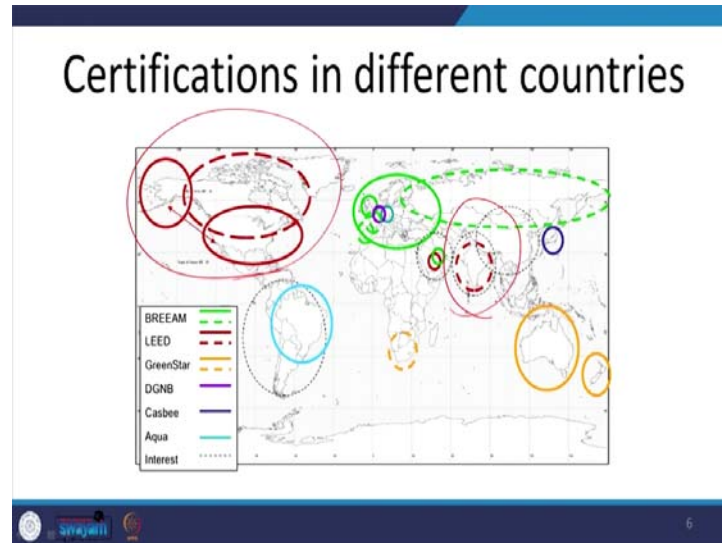 Certifications in different countries
BREEAM
LEED
GreenStar
DGNB
Casbee
Aqua
Interest
swayam
6